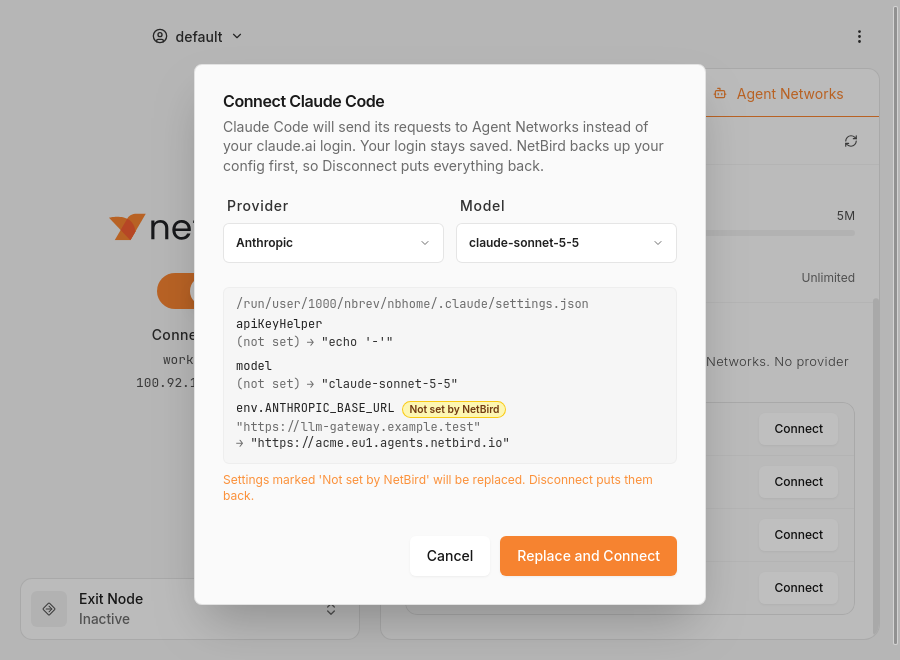 default
Agent Networks
Connect Claude Code
Claude Code will send its requests to Agent Networks instead of
your claude.ai login. Your login stays saved. NetBird backs up your
config first, so Disconnect puts everything back.
Provider
Model
Anthropic
claude-sonnet-5-5
/run/user/1000/nbrev/nbhome/.claude/settings.json
apiKeyHelper
(not set) → "echo '-'"
model
(not set) → "claude-sonnet-5-5"
env.ANTHROPIC_BASE_URL Not set by NetBird
"https://llm-gateway.example.test"
→ "https://acme.eu1.agents.netbird.io"
Settings marked 'Not set by NetBird' will be replaced. Disconnect puts them
back.
Cancel
Replace and Connect
5M
Unlimited
Networks. No provider
Connect
Connect
Connect
Connect
100.92.1
Exit Node
Inactive